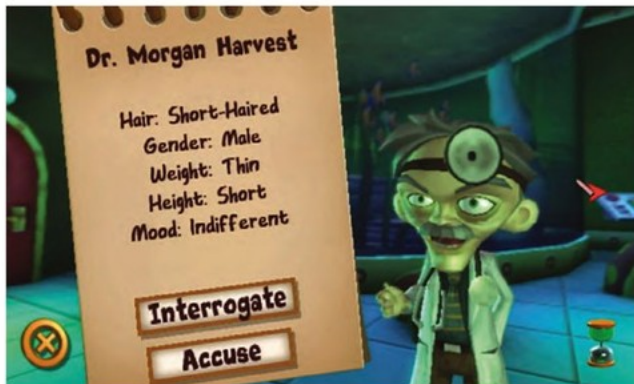 Dr. Morgan Harvest
Hair: Short-Haired
Gender: Male
Weight: Thin
Height: Short
Mood: Indifferent
Interrogate
Accuse